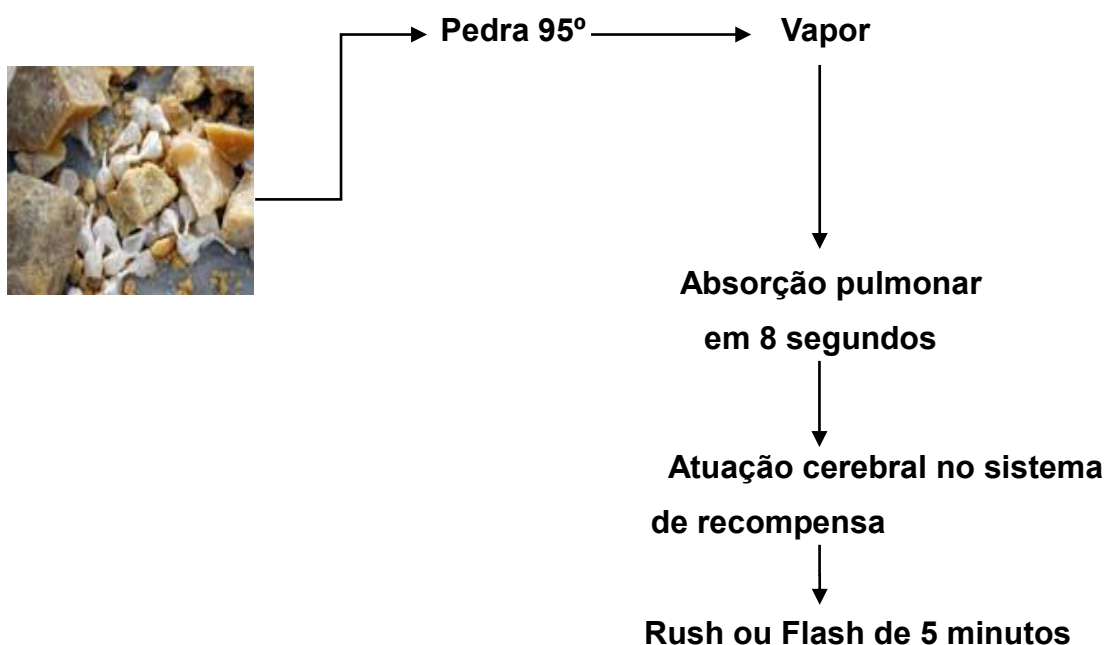 Pedra 95º
Vapor
Absorção pulmonar
em 8 segundos
Atuação cerebral no sistema
de recompensa
Rush ou Flash de 5 minutos